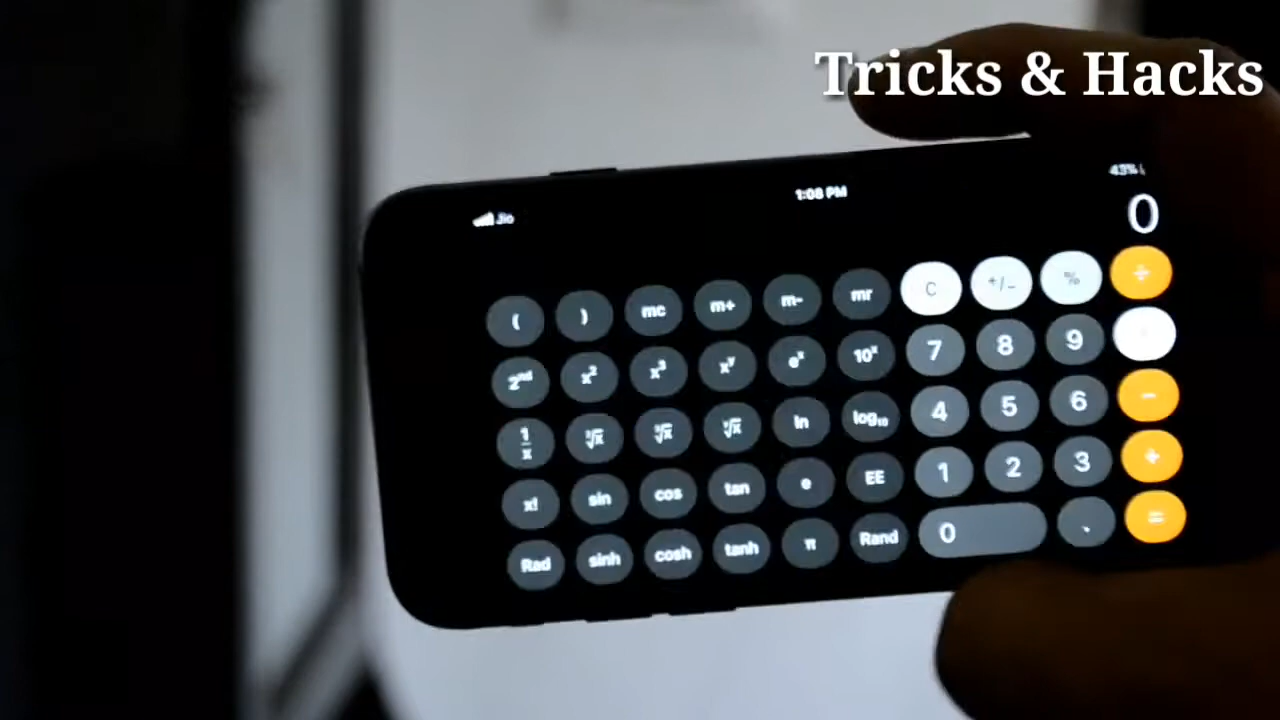 Tricks & Hacks
Jio 1:08 PM 43%
0
( ) mc m+ m- mr C +/- % ÷
2ⁿᵈ x² x³ xʸ eˣ 10ˣ 7 8 9
1/x ²√x ³√x ʸ√x ln log₁₀ 4 5 6 −
x! sin cos tan e EE 1 2 3 +
Rad sinh cosh tanh π Rand 0 . =